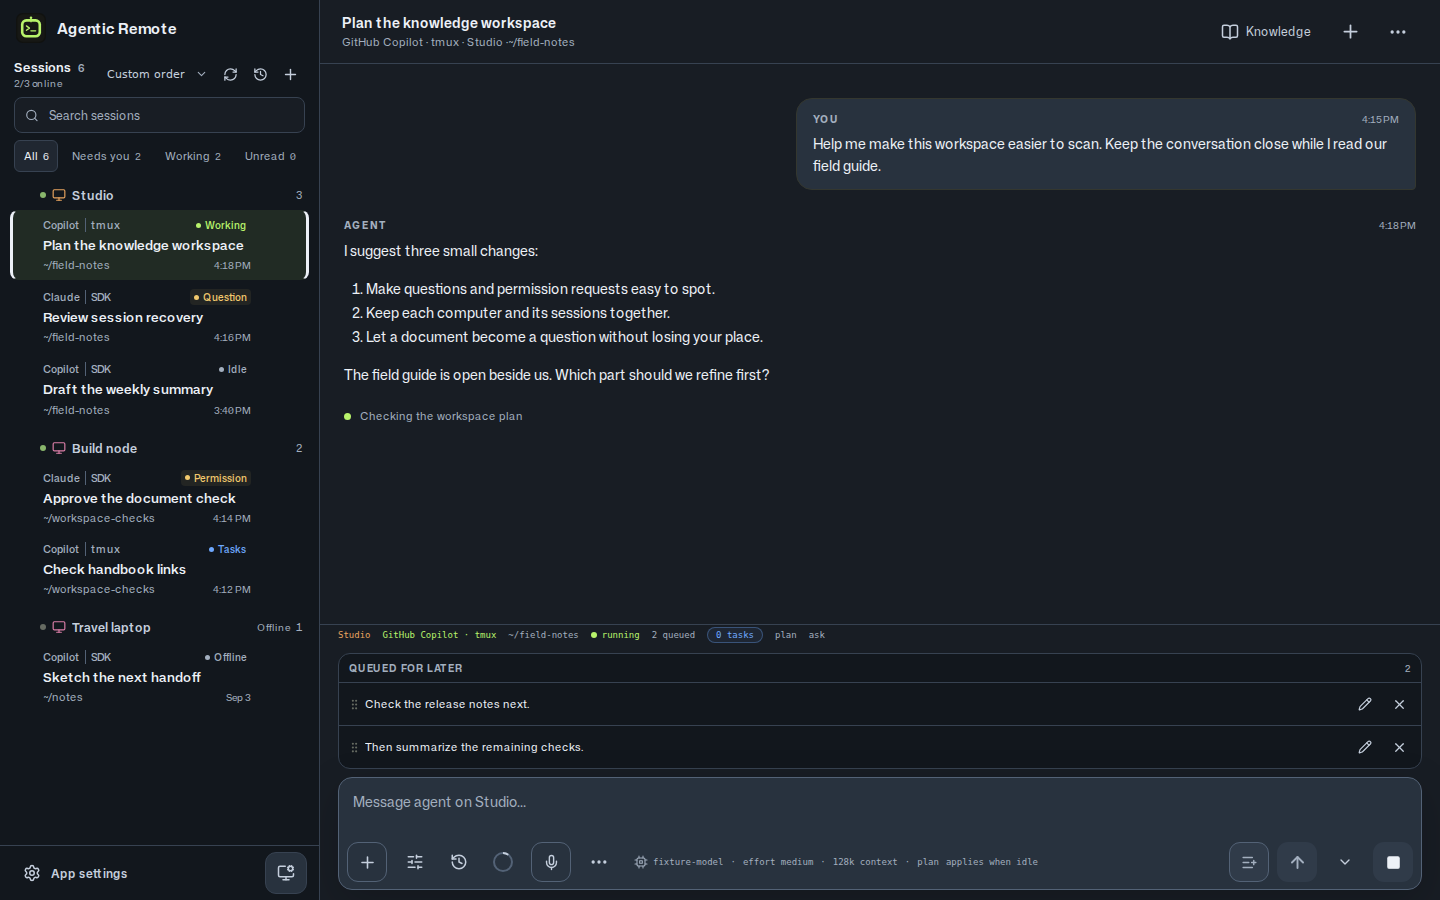 Agentic Remote
Sessions 6
2/3 online
Custom order
Search sessions
All 6
Needs you 2
Working 2
Unread 0
Studio 3
Copilot | tmux
Working
Plan the knowledge workspace
~/field-notes
4:18 PM
Claude | SDK
Question
Review session recovery
~/field-notes
4:16 PM
Copilot | SDK
Idle
Draft the weekly summary
~/field-notes
3:40 PM
Build node 2
Claude | SDK
Permission
Approve the document check
~/workspace-checks
4:14 PM
Copilot | tmux
Tasks
Check handbook links
~/workspace-checks
4:12 PM
Travel laptop
Offline 1
Copilot | SDK
Offline
Sketch the next handoff
~/notes
Sep 3
App settings
Plan the knowledge workspace
GitHub Copilot · tmux · Studio · ~/field-notes
Knowledge
YOU
4:15 PM
Help me make this workspace easier to scan. Keep the conversation close while I read our
field guide.
AGENT
4:18 PM
I suggest three small changes:
1. Make questions and permission requests easy to spot.
2. Keep each computer and its sessions together.
3. Let a document become a question without losing your place.
The field guide is open beside us. Which part should we refine first?
Checking the workspace plan
Studio GitHub Copilot · tmux ~/field-notes running 2 queued 0 tasks plan ask
QUEUED FOR LATER 2
Check the release notes next.
Then summarize the remaining checks.
Message agent on Studio...
fixture-model · effort medium · 128k context · plan applies when idle